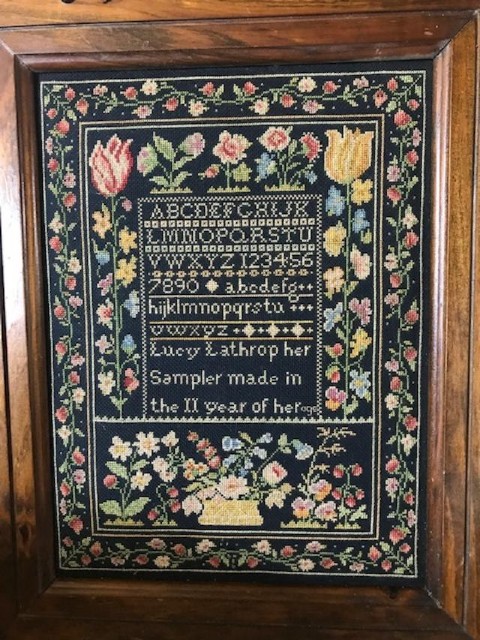 ABCDEFGHIJK
LMNOPQRSTU
VWXYZ 123456
7890 abcdefg
hijklmnopqrstu
vwxyz
Lucy Lathrop her
Sampler made in
the II year of her age